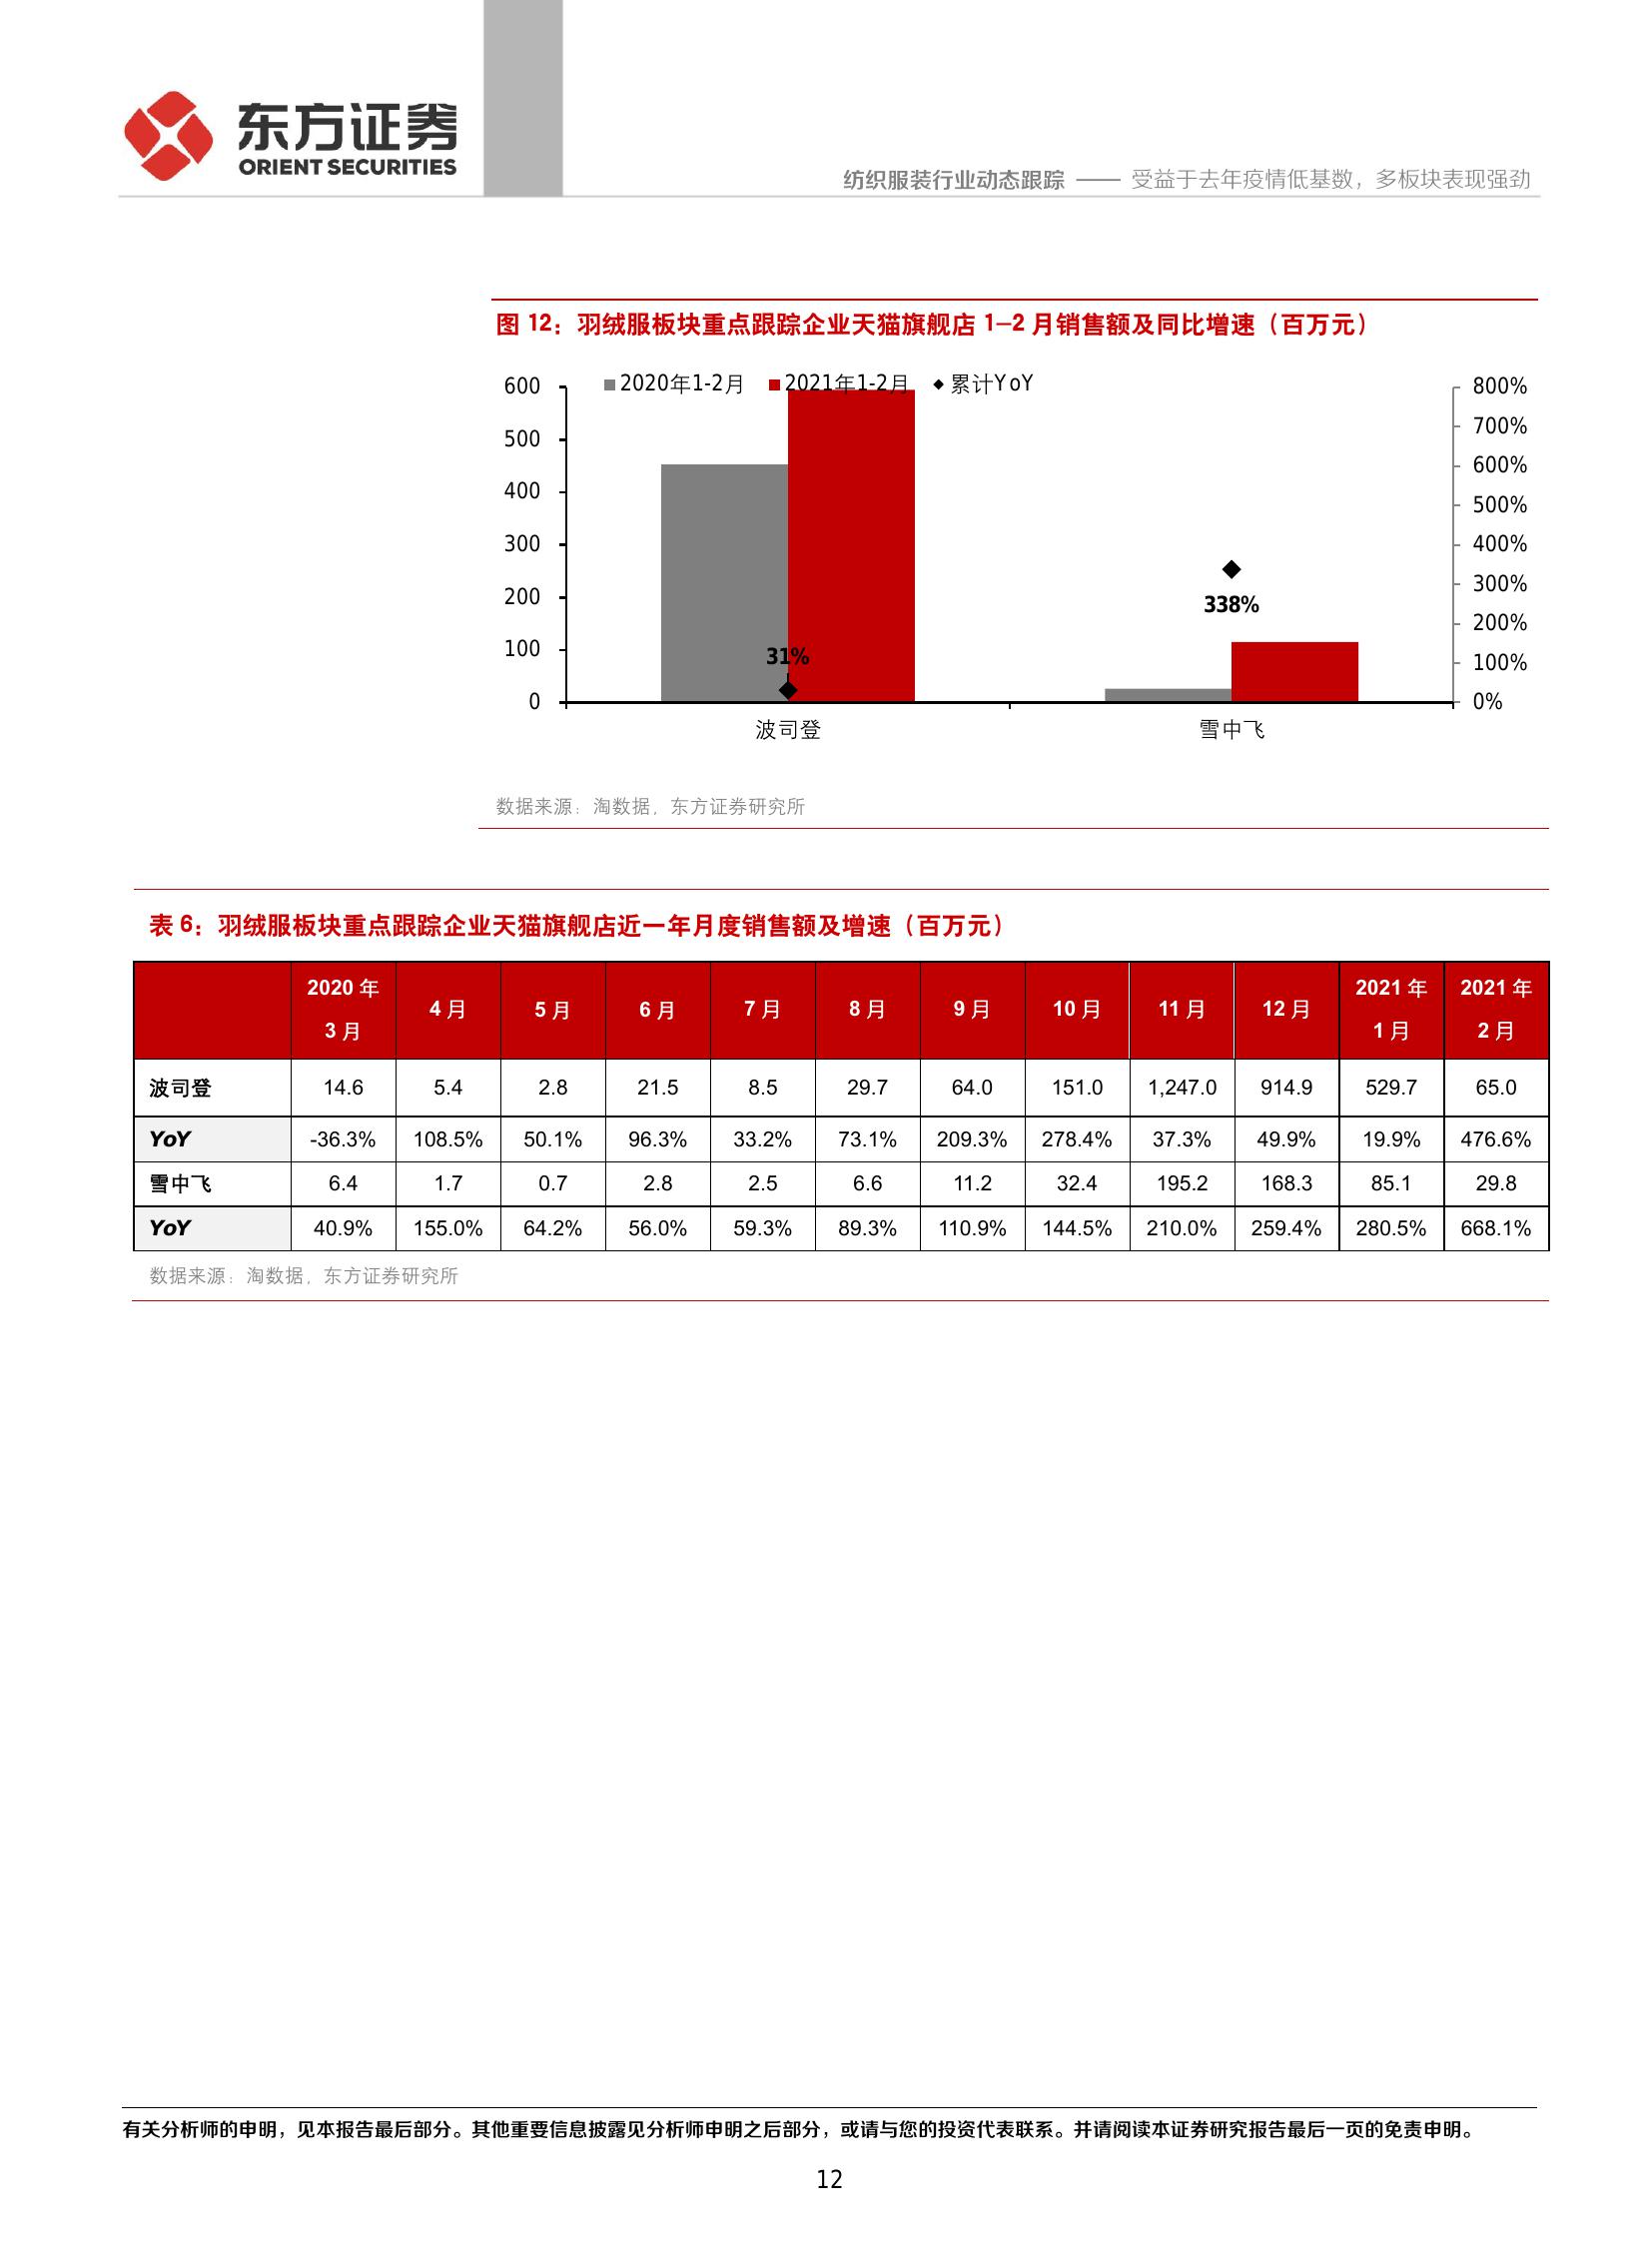 东方证券
ORIENT SECURITIES
纺织服装行业动态跟踪 —— 受益于去年疫情低基数，多板块表现强劲
图 12：羽绒服板块重点跟踪企业天猫旗舰店 1–2 月销售额及同比增速（百万元）
2020年1-2月 2021年1-2月 累计YoY
600 800%
700%
500 600%
400 500%
300 400%
300%
200 338%
200%
100 31% 100%
0 0%
波司登 雪中飞
数据来源：淘数据，东方证券研究所
表 6：羽绒服板块重点跟踪企业天猫旗舰店近一年月度销售额及增速（百万元）
2020 年 3 月 4 月 5 月 6 月 7 月 8 月 9 月 10 月 11 月 12 月 2021 年 1 月 2021 年 2 月
波司登 14.6 5.4 2.8 21.5 8.5 29.7 64.0 151.0 1,247.0 914.9 529.7 65.0
YoY -36.3% 108.5% 50.1% 96.3% 33.2% 73.1% 209.3% 278.4% 37.3% 49.9% 19.9% 476.6%
雪中飞 6.4 1.7 0.7 2.8 2.5 6.6 11.2 32.4 195.2 168.3 85.1 29.8
YoY 40.9% 155.0% 64.2% 56.0% 59.3% 89.3% 110.9% 144.5% 210.0% 259.4% 280.5% 668.1%
数据来源：淘数据，东方证券研究所
有关分析师的申明，见本报告最后部分。其他重要信息披露见分析师申明之后部分，或请与您的投资代表联系。并请阅读本证券研究报告最后一页的免责申明。
12